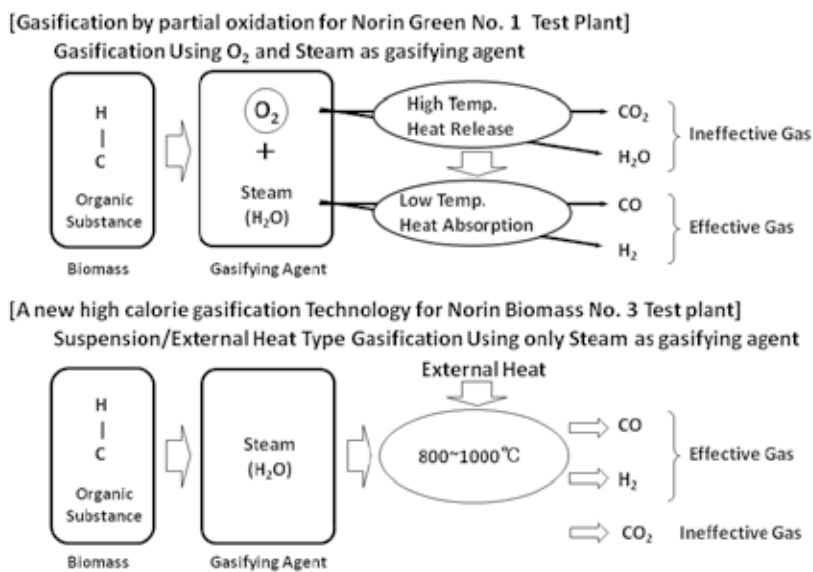 [Gasification by partial oxidation for Norin Green No. 1 Test Plant]
Gasification Using O₂ and Steam as gasifying agent
H
|
C
Organic
Substance
Biomass
O₂
+
Steam
(H₂O)
Gasifying Agent
High Temp.
Heat Release
Low Temp.
Heat Absorption
CO₂
H₂O
Ineffective Gas
CO
H₂
Effective Gas
[A new high calorie gasification Technology for Norin Biomass No. 3 Test plant]
Suspension/External Heat Type Gasification Using only Steam as gasifying agent
H
|
C
Organic
Substance
Biomass
Steam
(H₂O)
Gasifying Agent
External Heat
800~1000℃
CO
H₂
Effective Gas
CO₂ Ineffective Gas